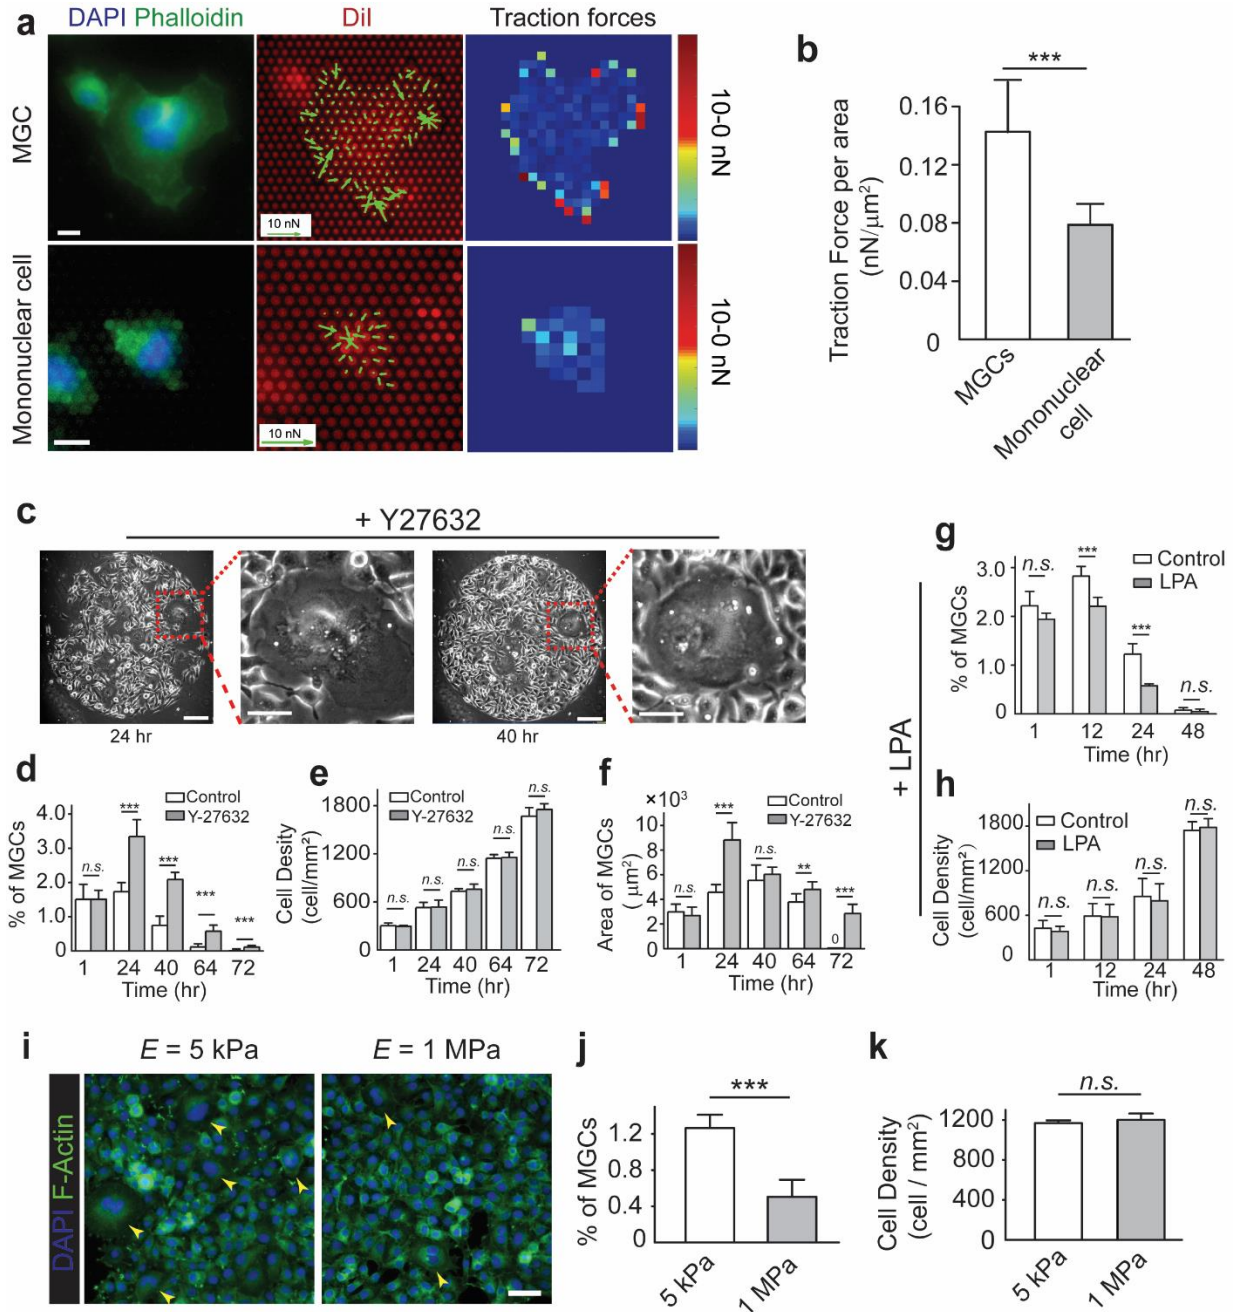 a
DAPI Phalloidin
DiI
Traction forces
MGC
10 nN
10-0 nN
Mononuclear cell
10 nN
10-0 nN
b
***
Traction Force per area
(nN/μm²)
0.16
0.12
0.08
0.04
0
MGCs
Mononuclear
cell
c
+ Y27632
24 hr
40 hr
d
Control
Y-27632
% of MGCs
4.0
3.0
2.0
1.0
0
n.s.
***
***
***
***
1
24
40
64
72
Time (hr)
e
Control
Y-27632
Cell Desity
(cell/mm²)
1800
1200
600
0
n.s.
n.s.
n.s.
n.s.
n.s.
1
24
40
64
72
Time (hr)
f
×10³
Control
Y-27632
Area of MGCs
( μm²)
10
8
6
4
2
0
n.s.
***
n.s.
**
***
0
1
24
40
64
72
Time (hr)
+ LPA
g
Control
LPA
% of MGCs
3.0
2.0
1.0
0
n.s.
***
***
n.s.
1
12
24
48
Time (hr)
h
Control
LPA
Cell Density
(cell/mm²)
1800
1200
600
0
n.s.
n.s.
n.s.
n.s.
1
12
24
48
Time (hr)
i
E = 5 kPa
E = 1 MPa
DAPI F-Actin
j
***
% of MGCs
1.2
0.8
0.4
0
5 kPa
1 MPa
k
n.s.
Cell Density
(cell / mm²)
1200
800
400
0
5 kPa
1 MPa